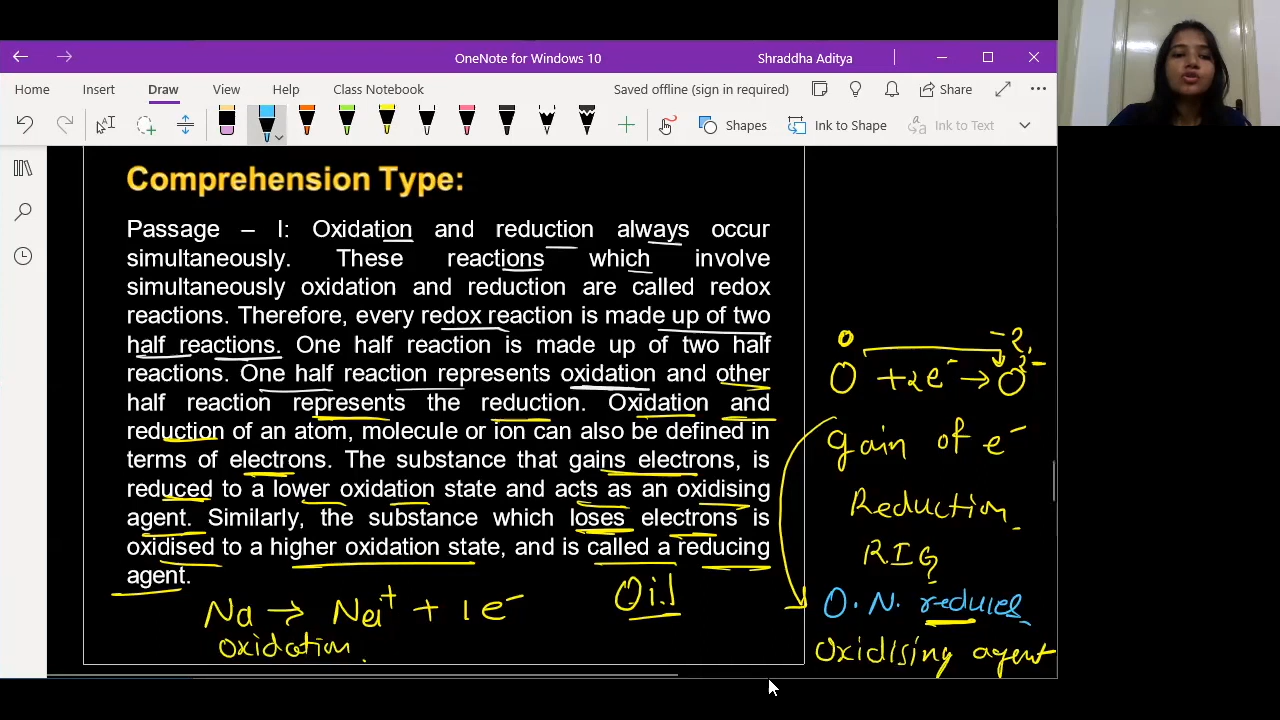 OneNote for Windows 10
Shraddha Aditya
Home Insert Draw View Help Class Notebook
Saved offline (sign in required)
Share
Shapes
Ink to Shape
Ink to Text
Comprehension Type:
Passage – I: Oxidation and reduction always occur
simultaneously. These reactions which involve
simultaneously oxidation and reduction are called redox
reactions. Therefore, every redox reaction is made up of two
half reactions. One half reaction is made up of two half
reactions. One half reaction represents oxidation and other
half reaction represents the reduction. Oxidation and
reduction of an atom, molecule or ion can also be defined in
terms of electrons. The substance that gains electrons, is
reduced to a lower oxidation state and acts as an oxidising
agent. Similarly, the substance which loses electrons is
oxidised to a higher oxidation state, and is called a reducing
agent.
Na → Na⁺ + 1e⁻
oxidation
Oil
0 -2
O + 2e⁻ → O²⁻
gain of e⁻
Reduction
RIG
O.N. reduces
Oxidising agent